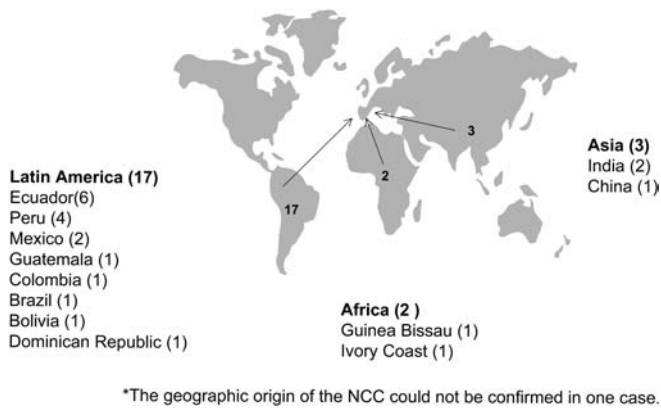 3
2
17
Latin America (17)
Ecuador(6)
Peru (4)
Mexico (2)
Guatemala (1)
Colombia (1)
Brazil (1)
Bolivia (1)
Dominican Republic (1)
Africa (2 )
Guinea Bissau (1)
Ivory Coast (1)
Asia (3)
India (2)
China (1)
*The geographic origin of the NCC could not be confirmed in one case.